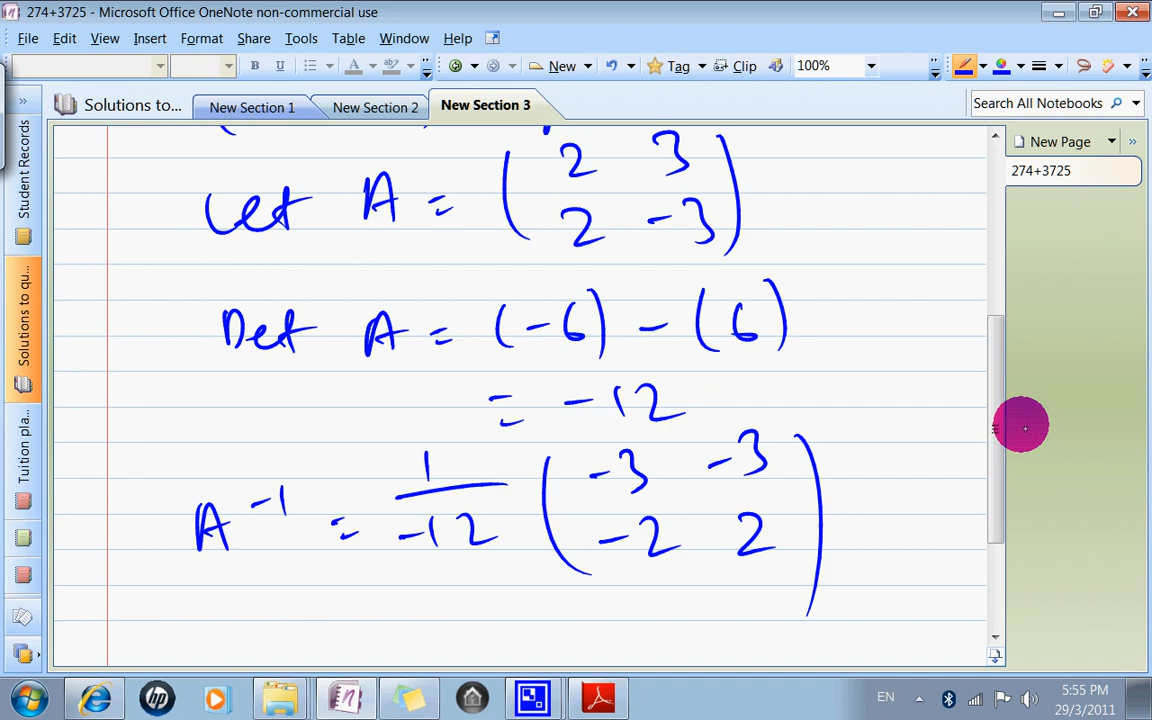 274+3725 - Microsoft Office OneNote non-commercial use
File Edit View Insert Format Share Tools Table Window Help
B U A ab New Tag Clip 100%
Solutions to... New Section 1 New Section 2 New Section 3 Search All Notebooks
New Page
274+3725
Student Records
Solutions to qu...
Tuition pla...
Let A = ( 2 3
2 -3 )
Det A = (-6) - (6)
= -12
A -1 = 1 / -12 ( -3 -3
-2 2 )
EN 5:55 PM
29/3/2011